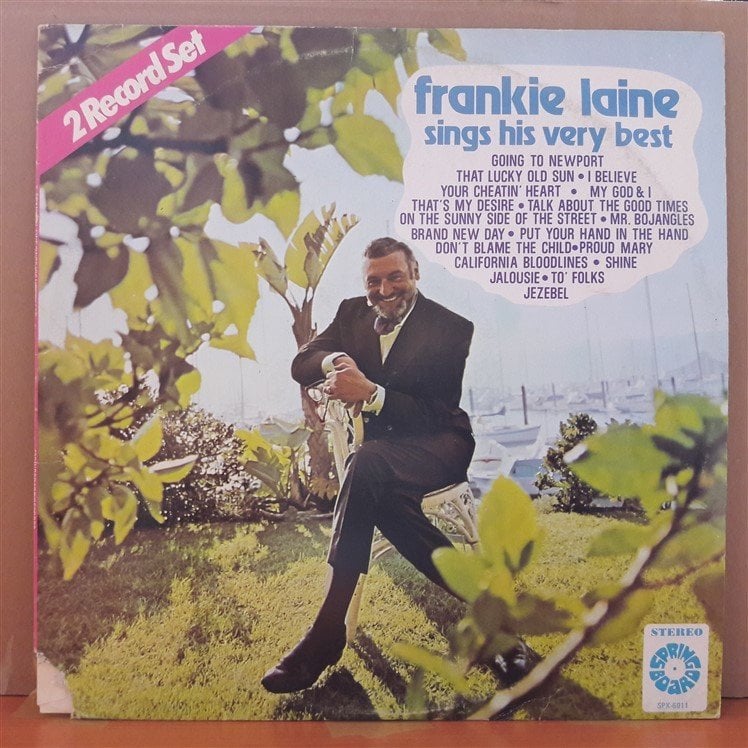 2 Record Set
frankie laine
sings his very best
GOING TO NEWPORT
THAT LUCKY OLD SUN • I BELIEVE
YOUR CHEATIN' HEART • MY GOD & I
THAT'S MY DESIRE • TALK ABOUT THE GOOD TIMES
ON THE SUNNY SIDE OF THE STREET • MR. BOJANGLES
BRAND NEW DAY • PUT YOUR HAND IN THE HAND
DON'T BLAME THE CHILD • PROUD MARY
CALIFORNIA BLOODLINES • SHINE
JALOUSIE • TO' FOLKS
JEZEBEL
STEREO
SPRING
BOARD
SPX-6011